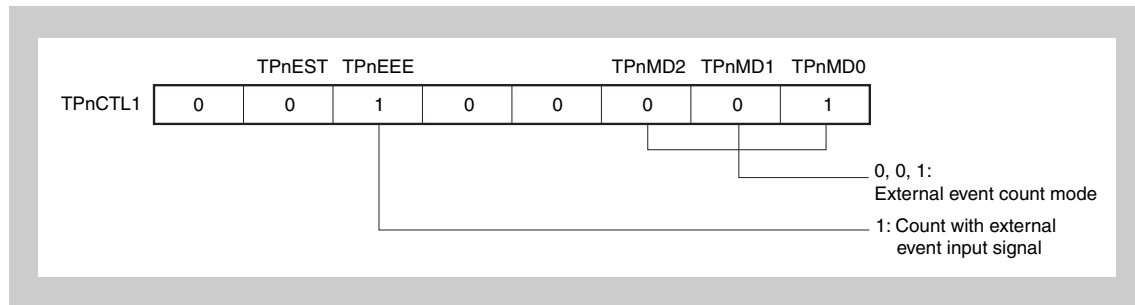 TPnEST TPnEEE TPnMD2 TPnMD1 TPnMD0
TPnCTL1 0 0 1 0 0 0 0 1
0, 0, 1:
External event count mode
1: Count with external
event input signal